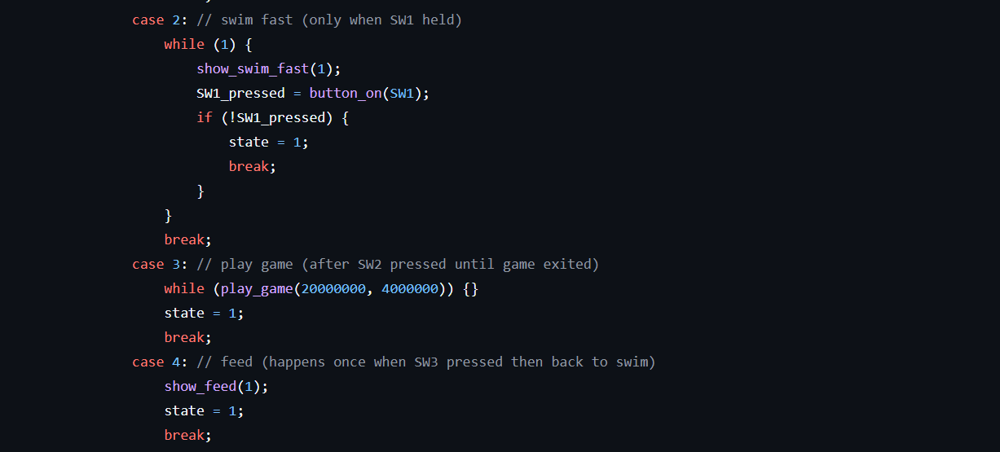 case 2: // swim fast (only when SW1 held)
while (1) {
show_swim_fast(1);
SW1_pressed = button_on(SW1);
if (!SW1_pressed) {
state = 1;
break;
}
}
break;
case 3: // play game (after SW2 pressed until game exited)
while (play_game(20000000, 4000000)) {}
state = 1;
break;
case 4: // feed (happens once when SW3 pressed then back to swim)
show_feed(1);
state = 1;
break;